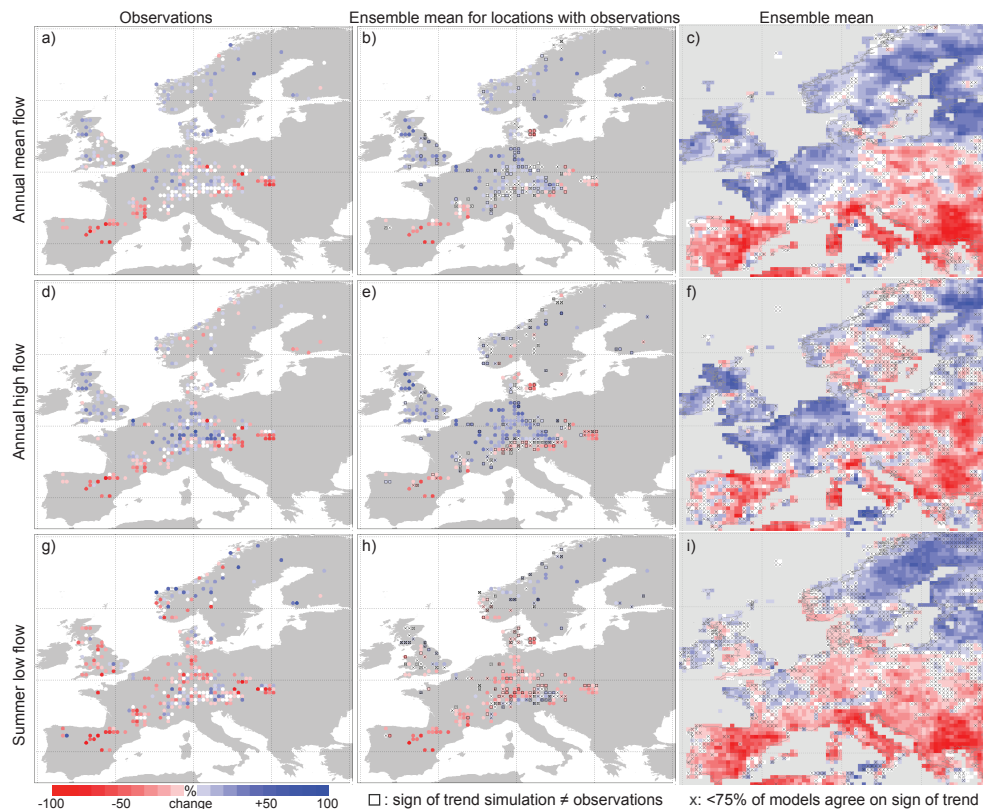 Observations
Ensemble mean for locations with observations
Ensemble mean
Annual mean flow
a)
b)
c)
Annual high flow
d)
e)
f)
Summer low flow
g)
h)
i)
-100 -50 % change +50 100
□ : sign of trend simulation ≠ observations
x: <75% of models agree on sign of trend